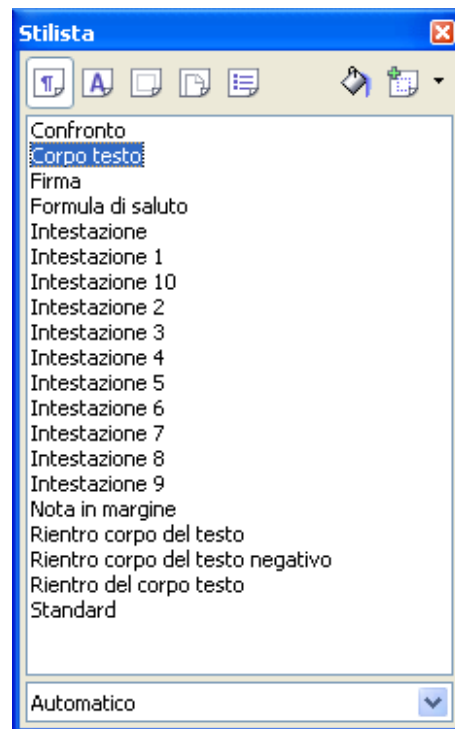 Stilista
Confronto
Corpo testo
Firma
Formula di saluto
Intestazione
Intestazione 1
Intestazione 10
Intestazione 2
Intestazione 3
Intestazione 4
Intestazione 5
Intestazione 6
Intestazione 7
Intestazione 8
Intestazione 9
Nota in margine
Rientro corpo del testo
Rientro corpo del testo negativo
Rientro del corpo testo
Standard
Automatico